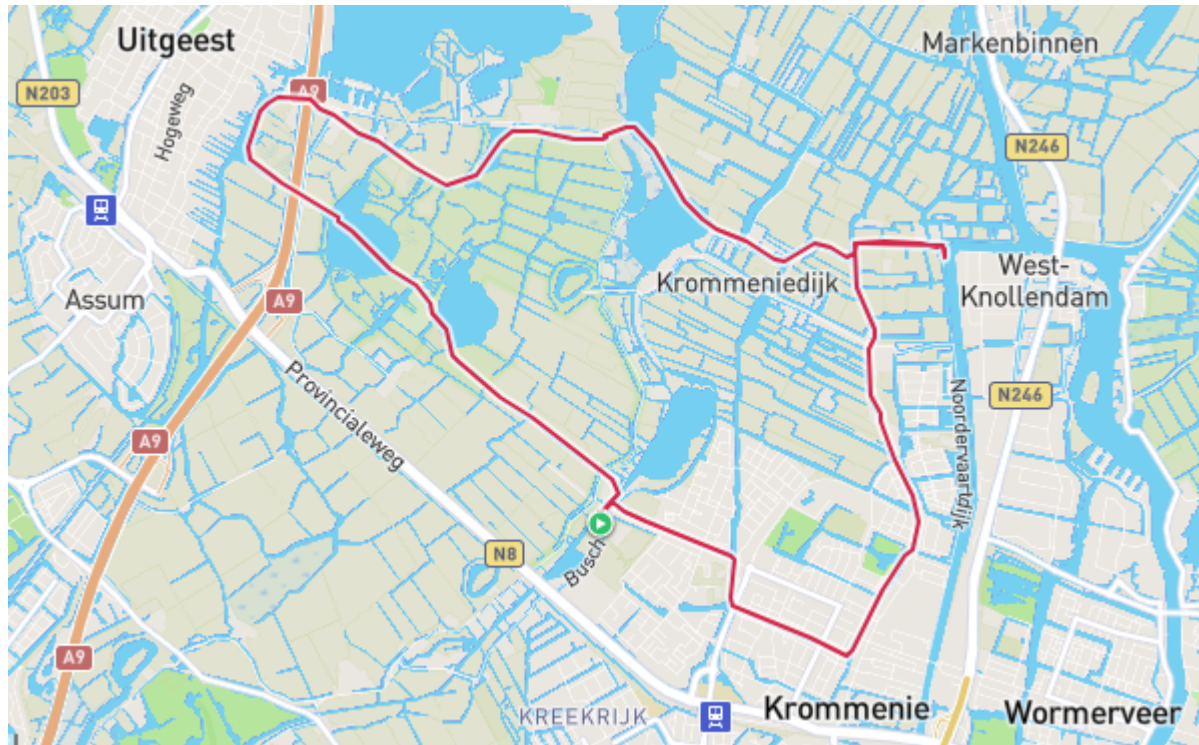 Uitgeest
Markenbinnen
N203
A9
Hogeweg
N246
Krommeniedijk
West-
Knollendam
Assum
A9
Provincialeweg
N246
Noordervaartdijk
A9
N8
Busch
A9
KREEKRIJK
Krommenie
Wormerveer